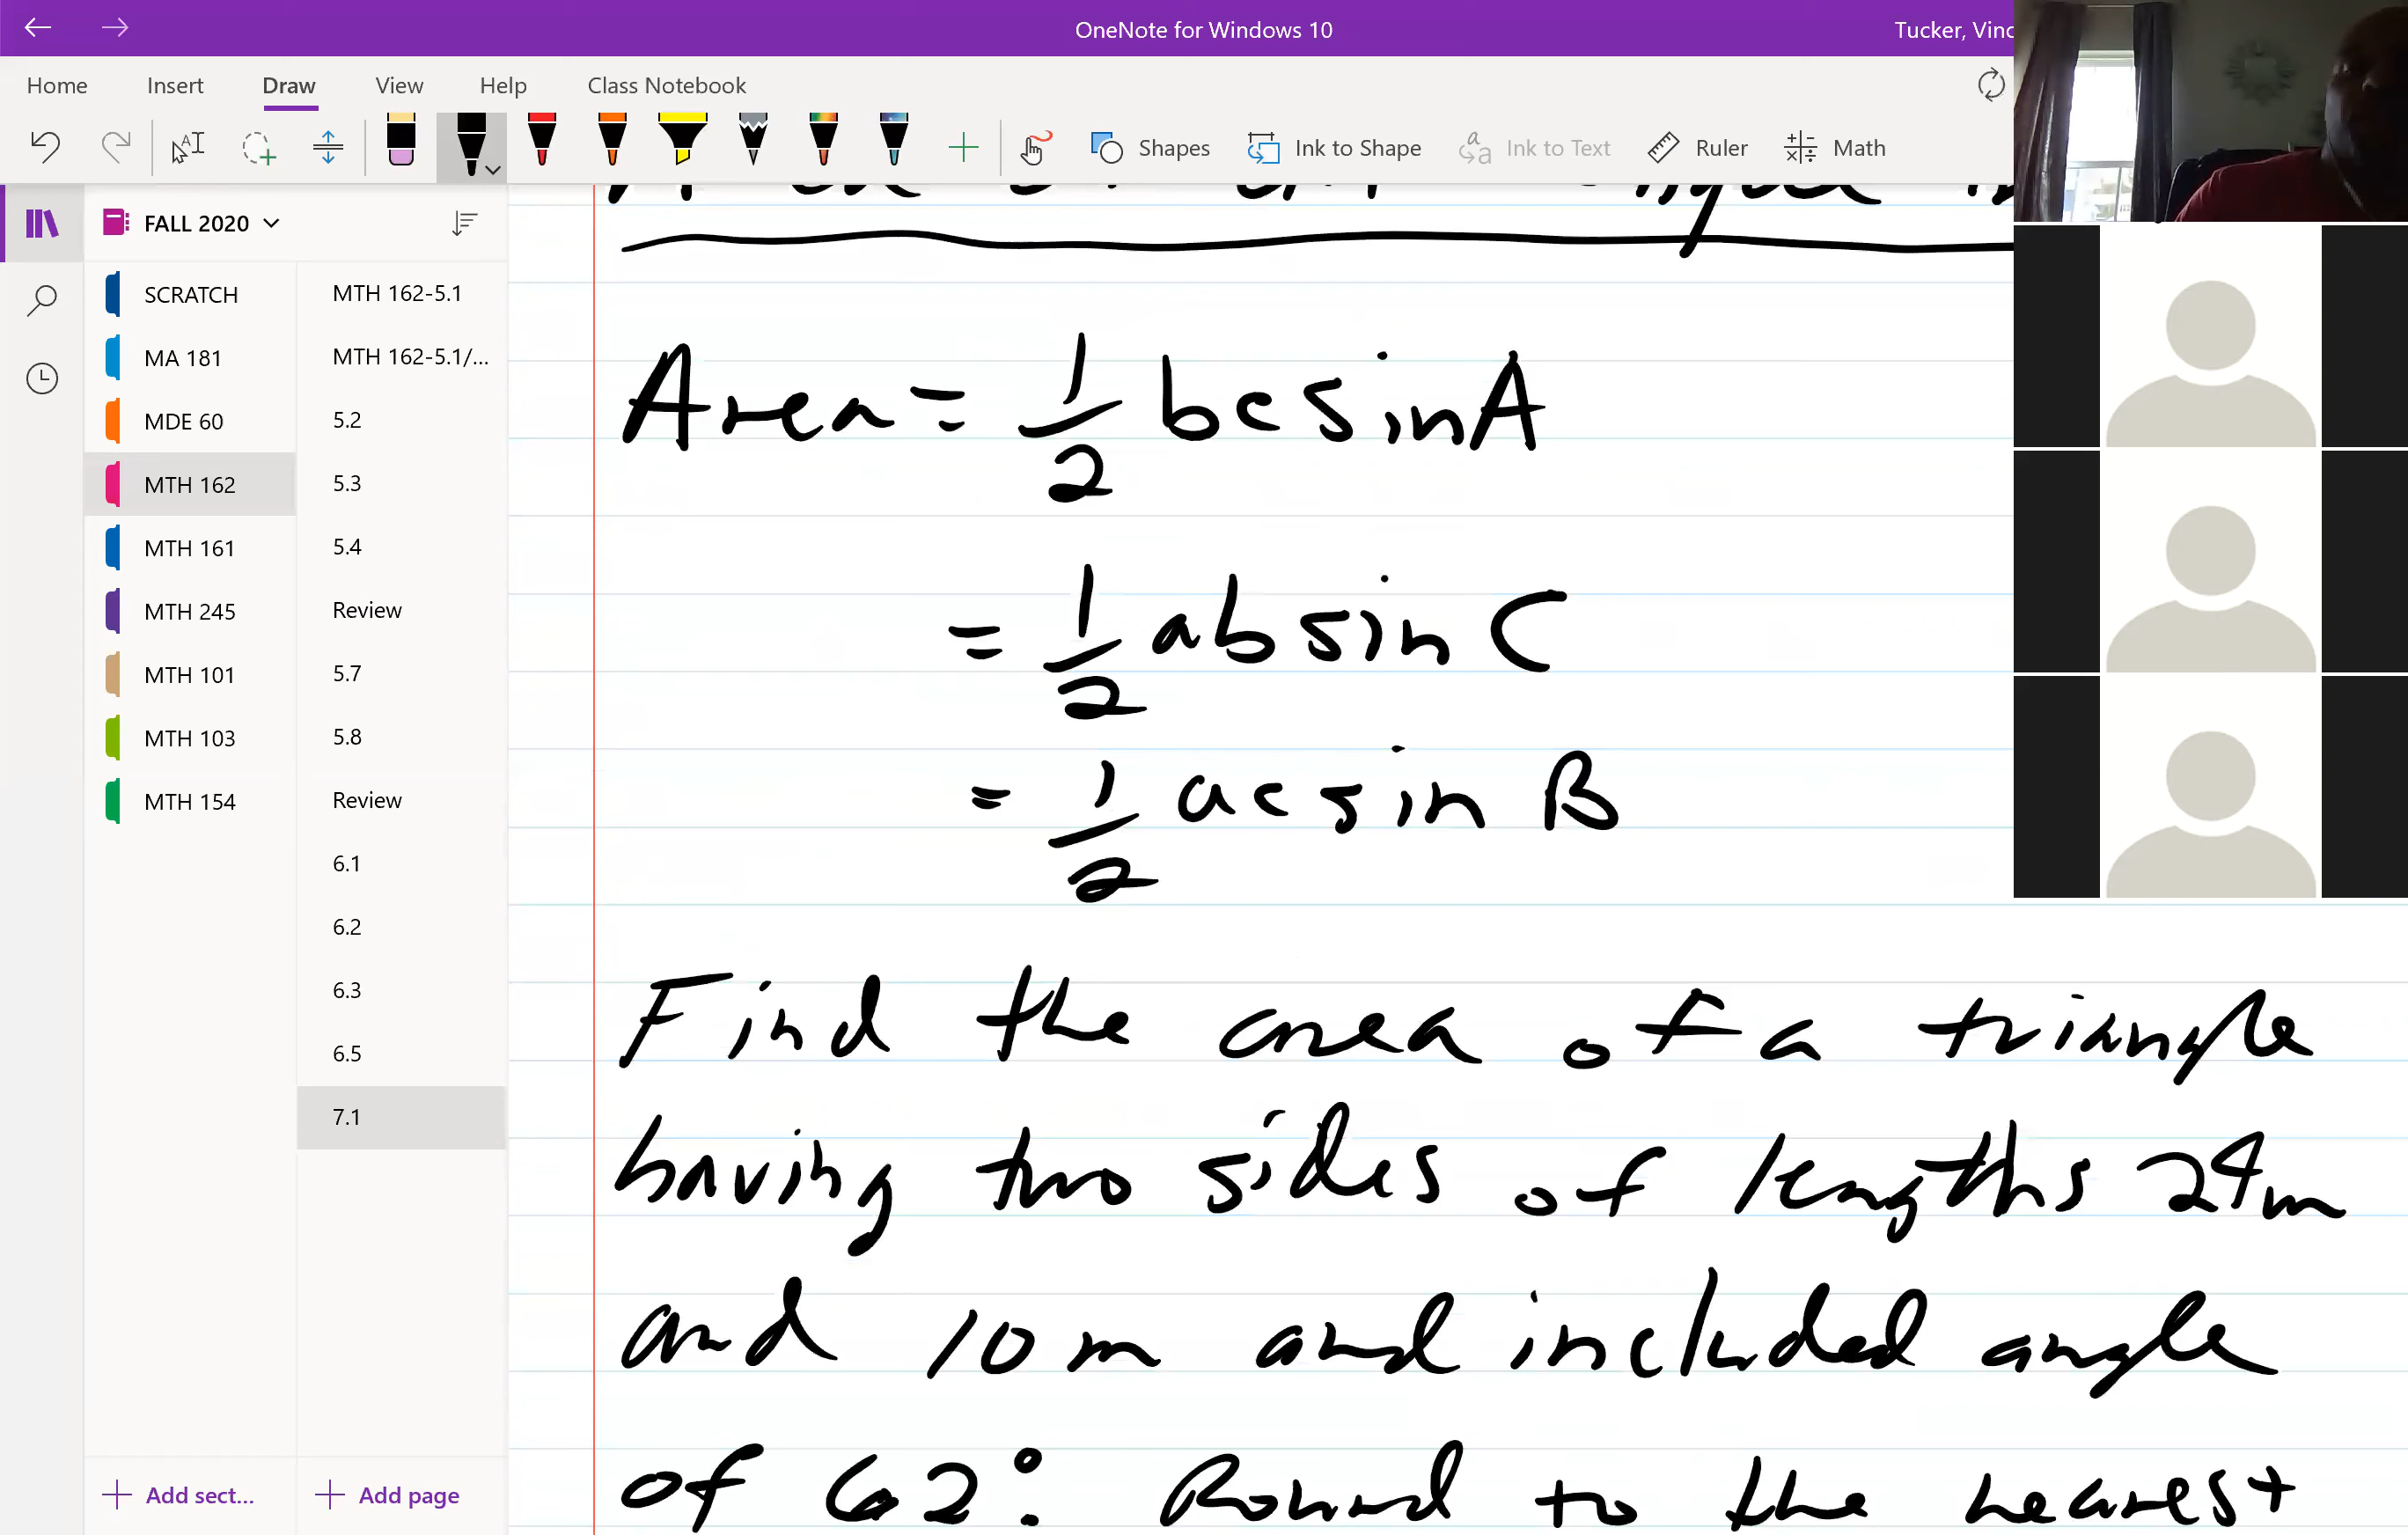 OneNote for Windows 10
Tucker, Vinc
Home Insert Draw View Help Class Notebook
Shapes Ink to Shape Ink to Text Ruler Math
FALL 2020
SCRATCH
MA 181
MDE 60
MTH 162
MTH 161
MTH 245
MTH 101
MTH 103
MTH 154
Add sect...
MTH 162-5.1
MTH 162-5.1/...
5.2
5.3
5.4
Review
5.7
5.8
Review
6.1
6.2
6.3
6.5
7.1
Add page
Area = 1/2 bc sin A
= 1/2 ab sin C
= 1/2 ac sin B
Find the area of a triangle
having two sides of lengths 24m
and 10 m and included angle
of 62°. Round to the nearest